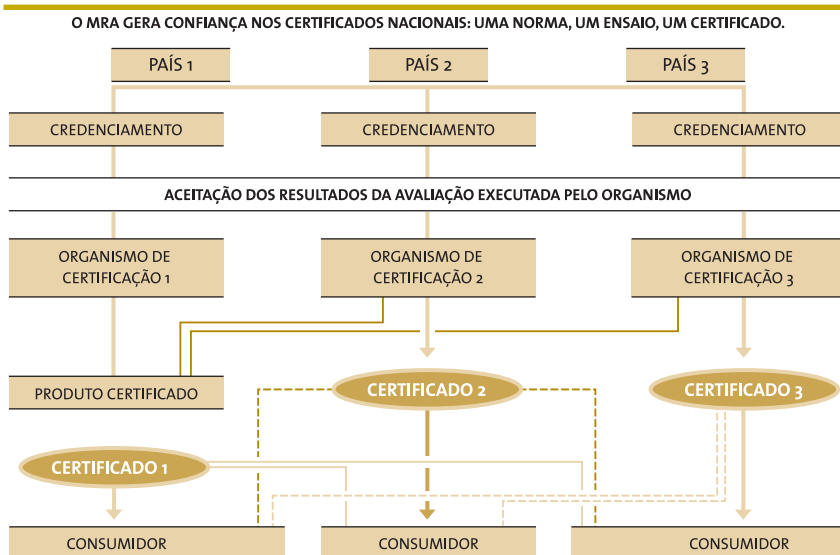 O MRA GERA CONFIANÇA NOS CERTIFICADOS NACIONAIS: UMA NORMA, UM ENSAIO, UM CERTIFICADO.
PAÍS 1
PAÍS 2
PAÍS 3
CREDENCIAMENTO
CREDENCIAMENTO
CREDENCIAMENTO
ACEITAÇÃO DOS RESULTADOS DA AVALIAÇÃO EXECUTADA PELO ORGANISMO
ORGANISMO DE
CERTIFICAÇÃO 1
ORGANISMO DE
CERTIFICAÇÃO 2
ORGANISMO DE
CERTIFICAÇÃO 3
PRODUTO CERTIFICADO
CERTIFICADO 2
CERTIFICADO 3
CERTIFICADO 1
CONSUMIDOR
CONSUMIDOR
CONSUMIDOR